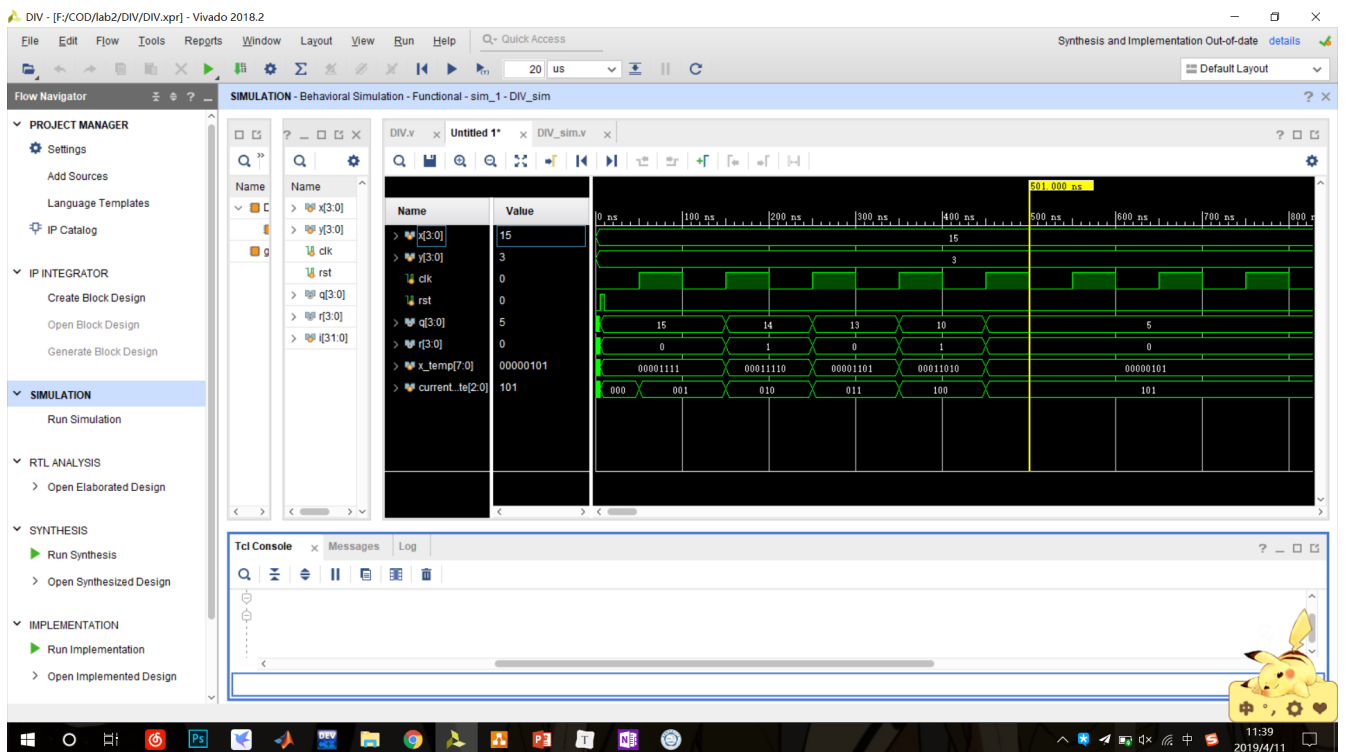 DIV - [F:/COD/lab2/DIV/DIV.xpr] - Vivado 2018.2
File Edit Flow Tools Reports Window Layout View Run Help Quick Access
Synthesis and Implementation Out-of-date details
20 us
Default Layout
Flow Navigator
SIMULATION - Behavioral Simulation - Functional - sim_1 - DIV_sim
PROJECT MANAGER
Settings
Add Sources
Language Templates
IP Catalog
IP INTEGRATOR
Create Block Design
Open Block Design
Generate Block Design
SIMULATION
Run Simulation
RTL ANALYSIS
Open Elaborated Design
SYNTHESIS
Run Synthesis
Open Synthesized Design
IMPLEMENTATION
Run Implementation
Open Implemented Design
Name
D
g
Name
x[3:0]
y[3:0]
clk
rst
q[3:0]
r[3:0]
i[31:0]
DIV.v Untitled 1* DIV_sim.v
501.000 ns
Name Value
0 ns 100 ns 200 ns 300 ns 400 ns 500 ns 600 ns 700 ns 800
x[3:0] 15 15
y[3:0] 3 3
clk 0
rst 0
q[3:0] 5 15 14 13 10 5
r[3:0] 0 0 1 0 1 0
x_temp[7:0] 00000101 00001111 00011110 00001101 00011010 00000101
current...te[2:0] 101 000 001 010 011 100 101
Tcl Console Messages Log
中 °,
Ps
DEV
P3
T
N
中
S
11:39
2019/4/11